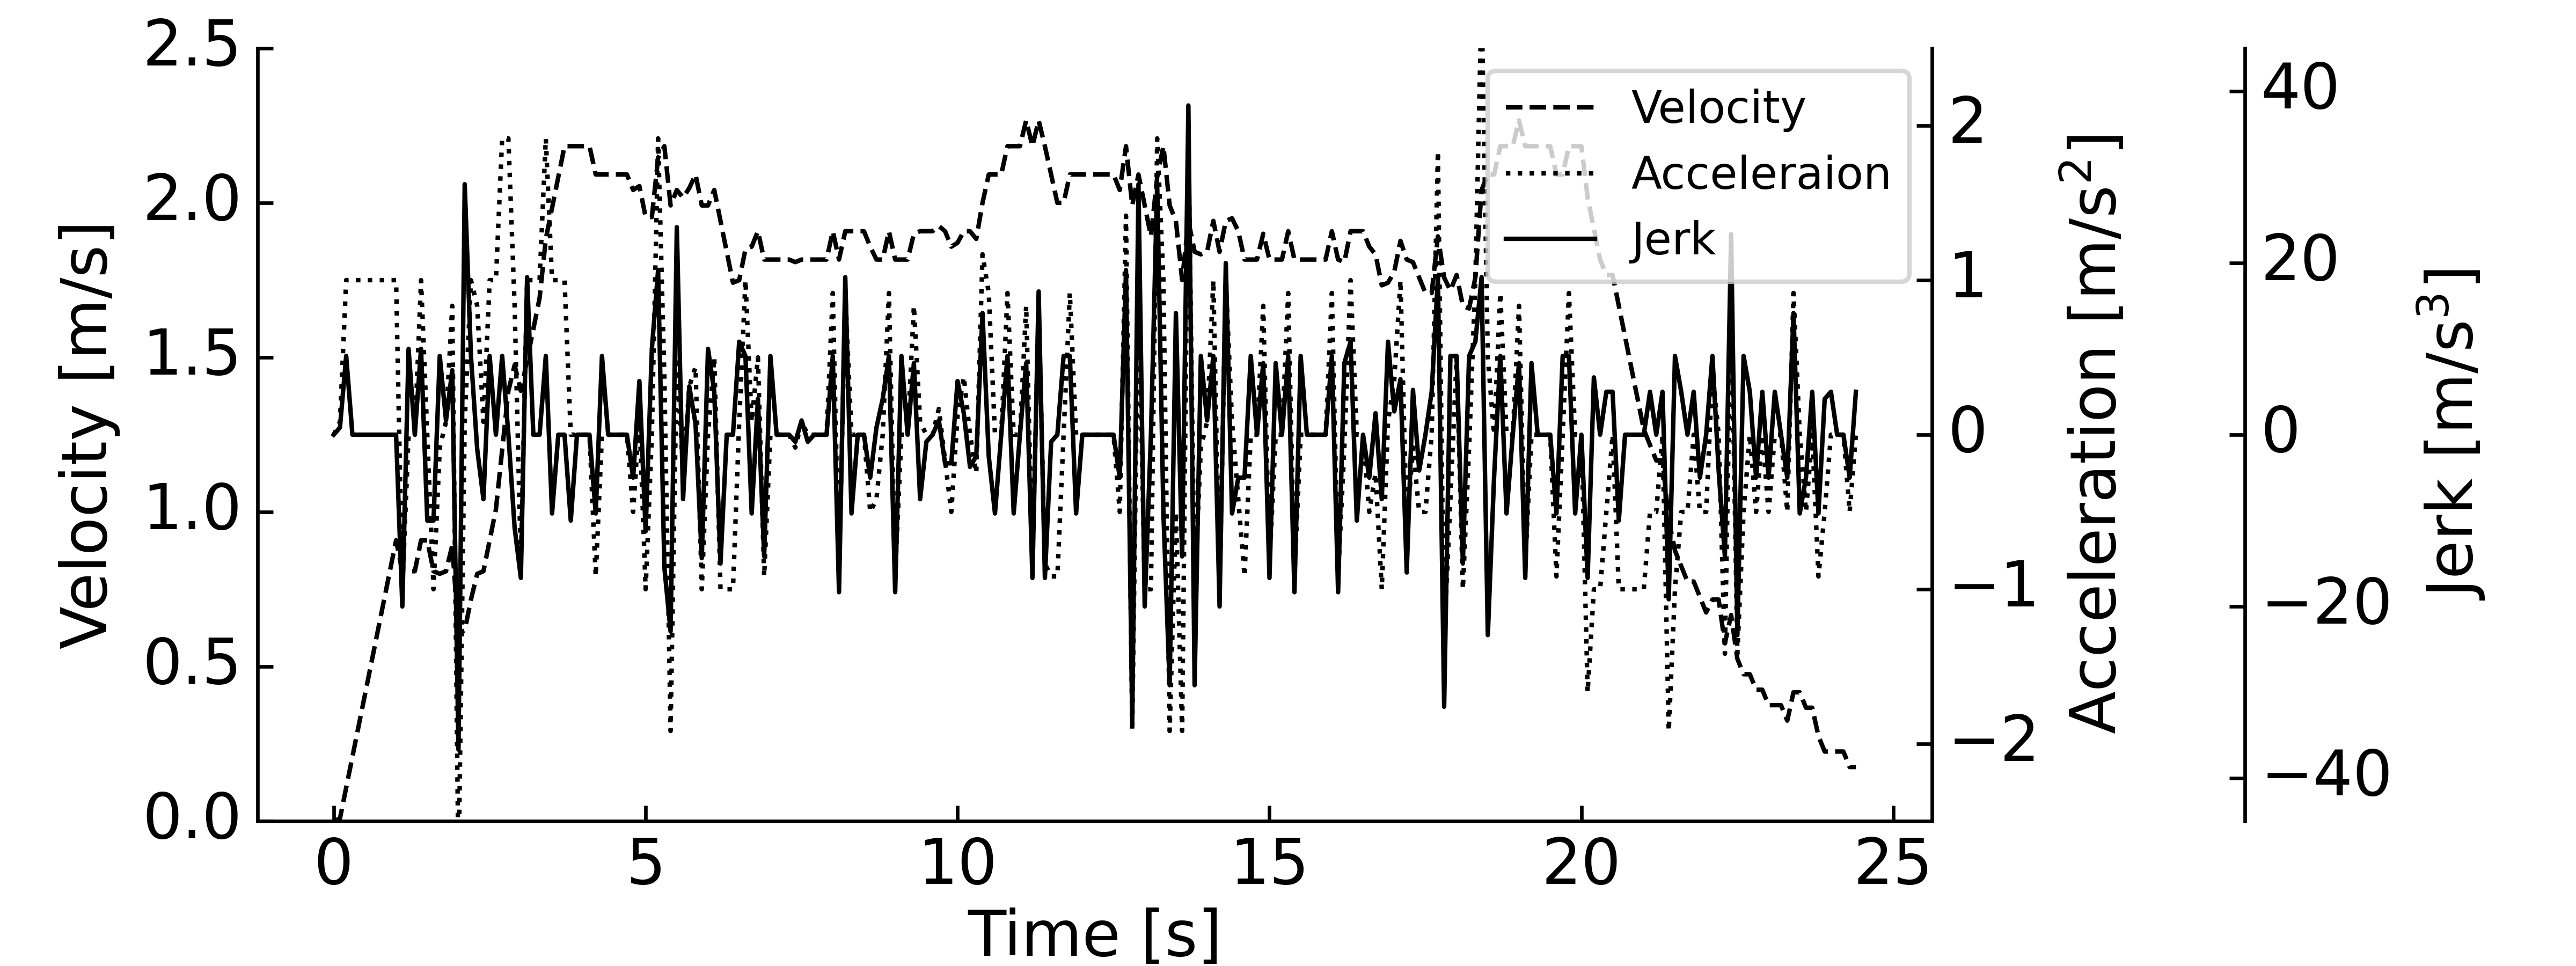 2.5
2.0
1.5
1.0
0.5
0.0
Velocity [m/s]
0 5 10 15 20 25
Time [s]
Velocity
Acceleraion
Jerk
2
1
0
−1
−2
Acceleration [m/s²]
40
20
0
−20
−40
Jerk [m/s³]